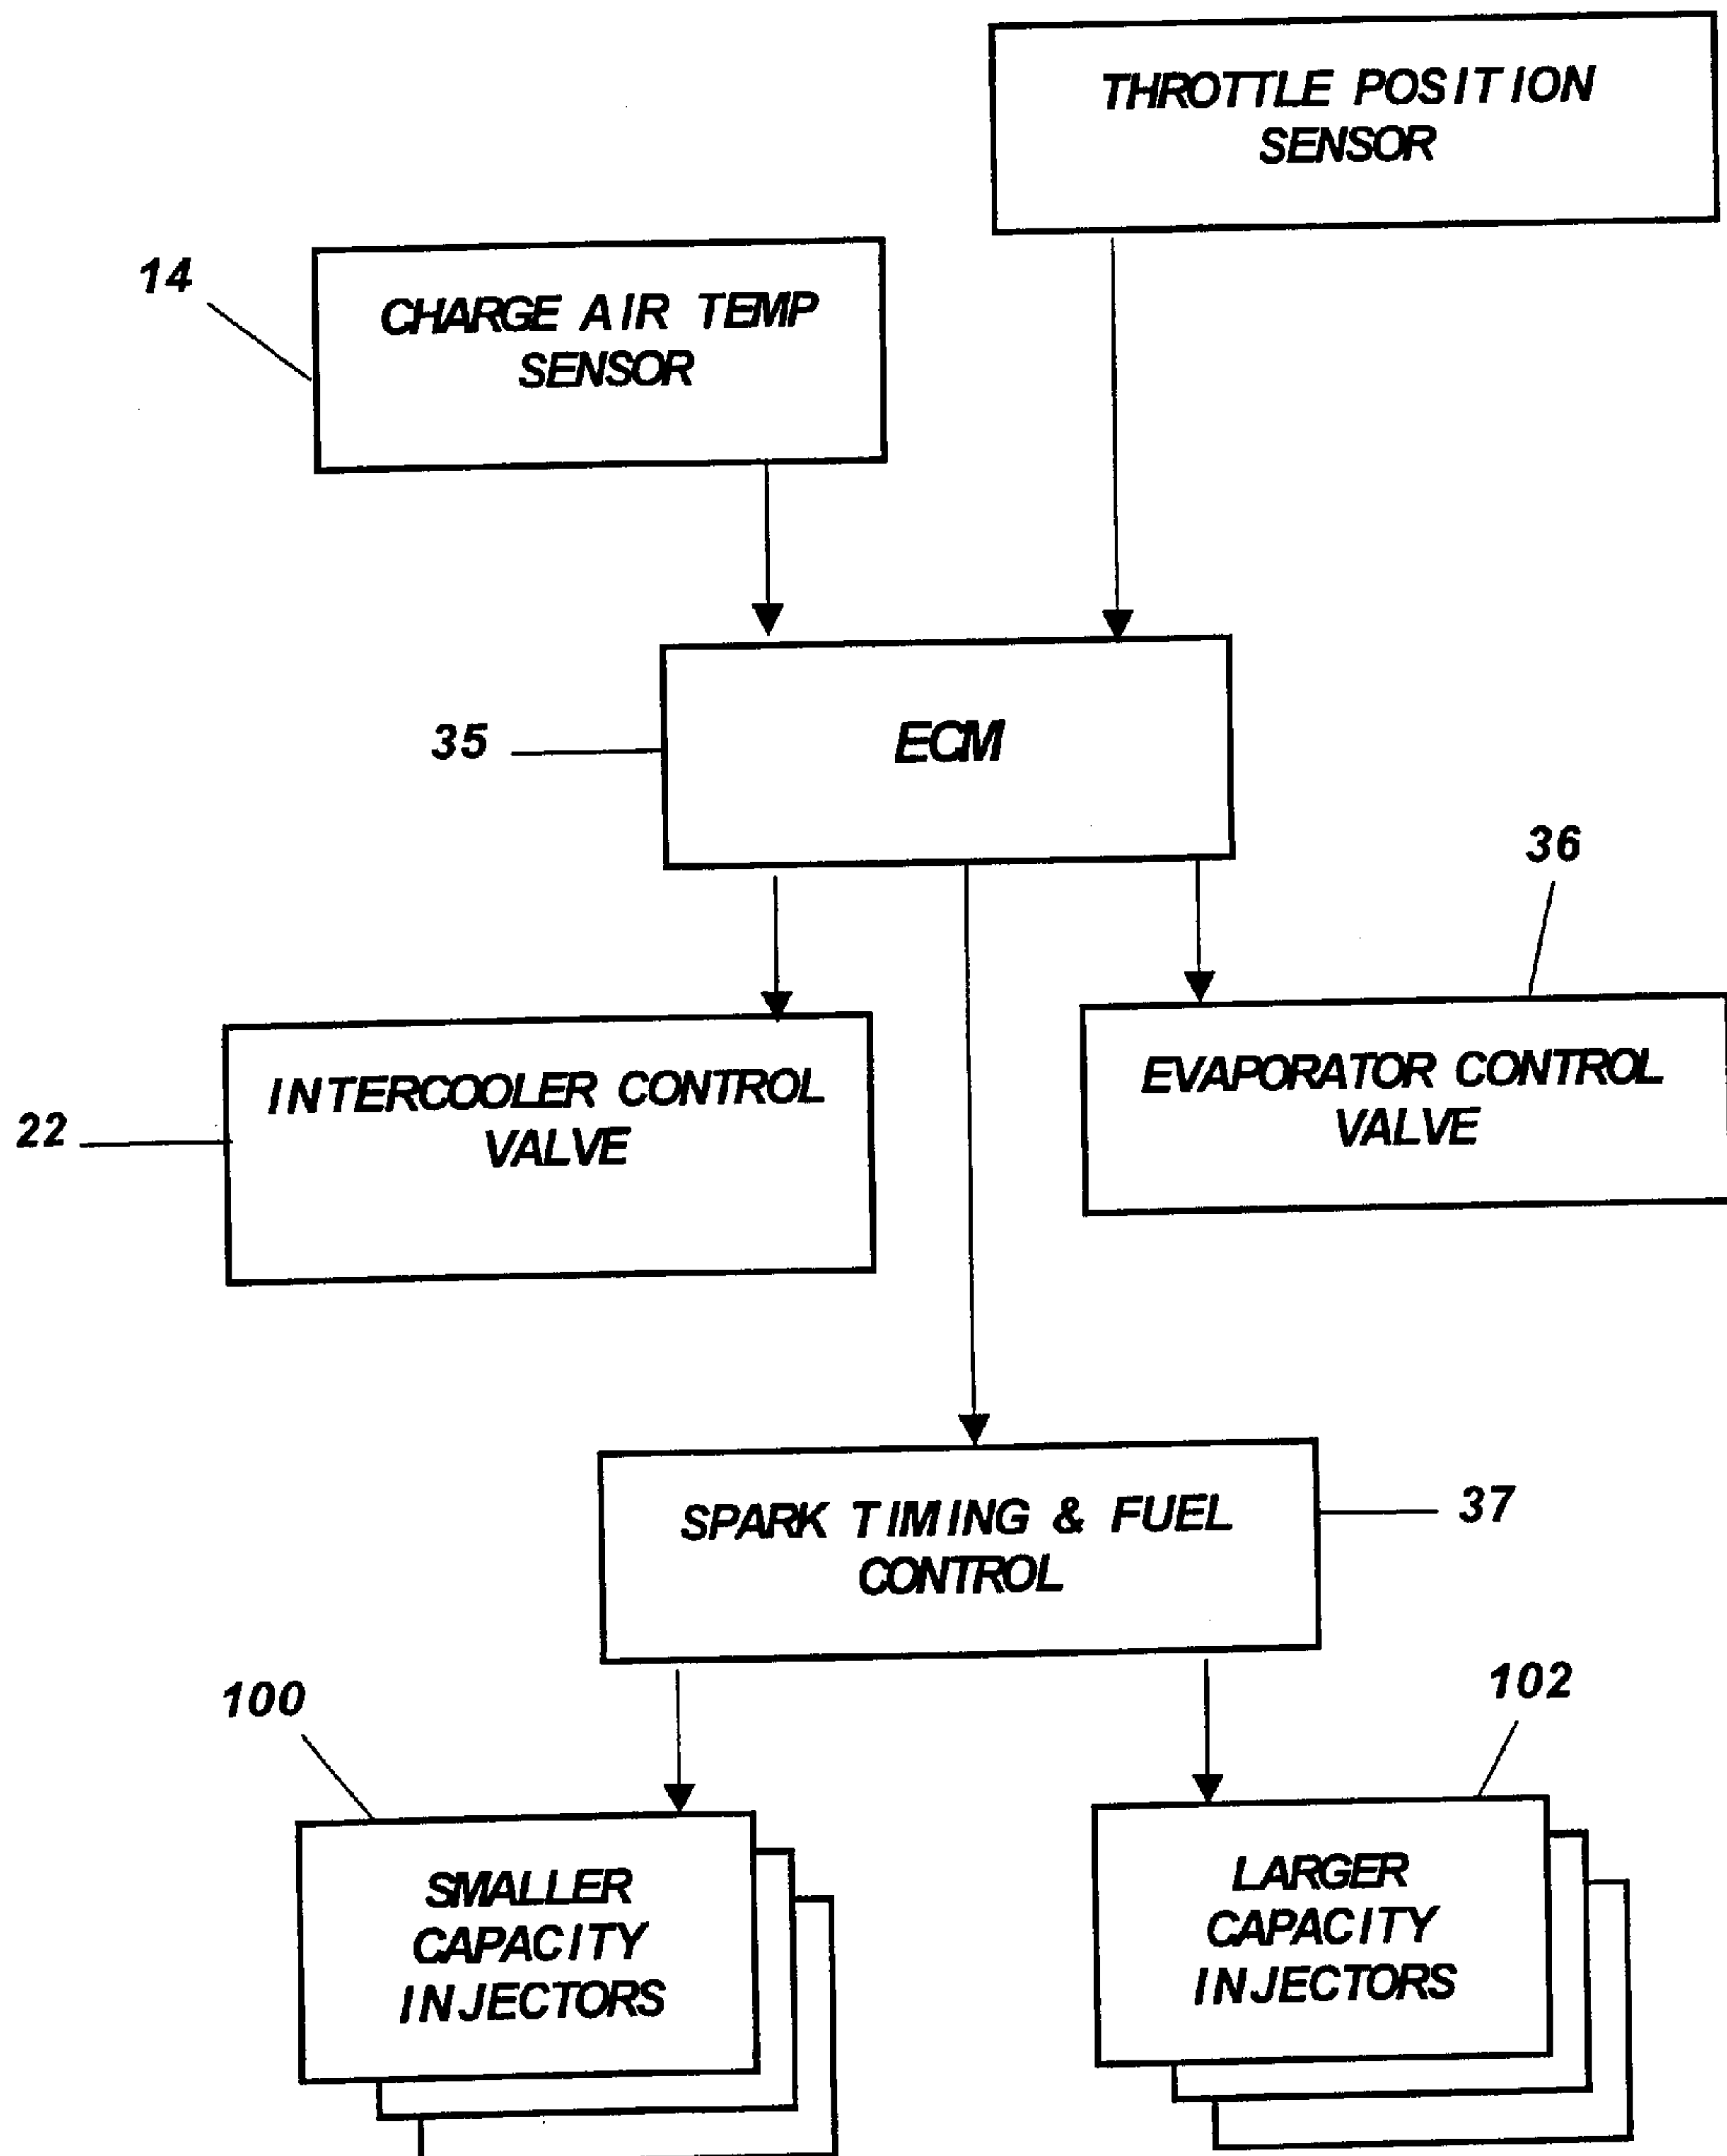 THROTTLE POSITION
SENSOR
14
CHARGE AIR TEMP
SENSOR
35
ECM
36
22
INTERCOOLER CONTROL
VALVE
EVAPORATOR CONTROL
VALVE
SPARK TIMING & FUEL
CONTROL
37
100
102
SMALLER
CAPACITY
INJECTORS
LARGER
CAPACITY
INJECTORS